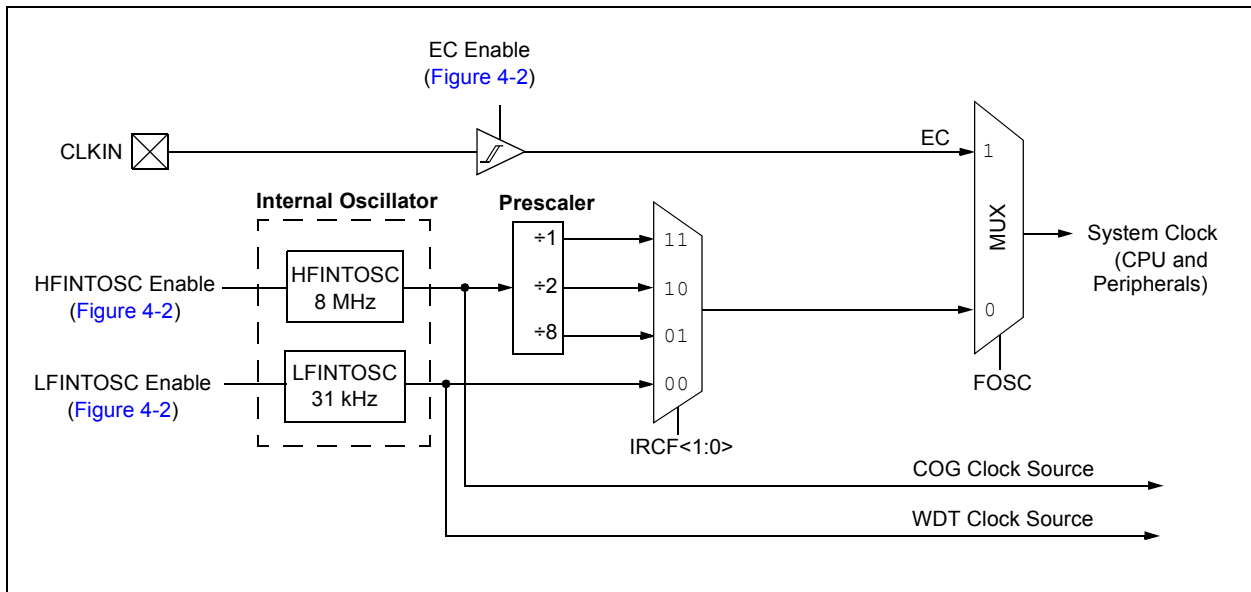 EC Enable
(Figure 4-2)
CLKIN
EC
1
Internal Oscillator
Prescaler
MUX
÷1
11
HFINTOSC
8 MHz
HFINTOSC Enable
(Figure 4-2)
÷2
10
System Clock
(CPU and
Peripherals)
÷8
01
0
LFINTOSC
31 kHz
LFINTOSC Enable
(Figure 4-2)
00
FOSC
IRCF<1:0>
COG Clock Source
WDT Clock Source